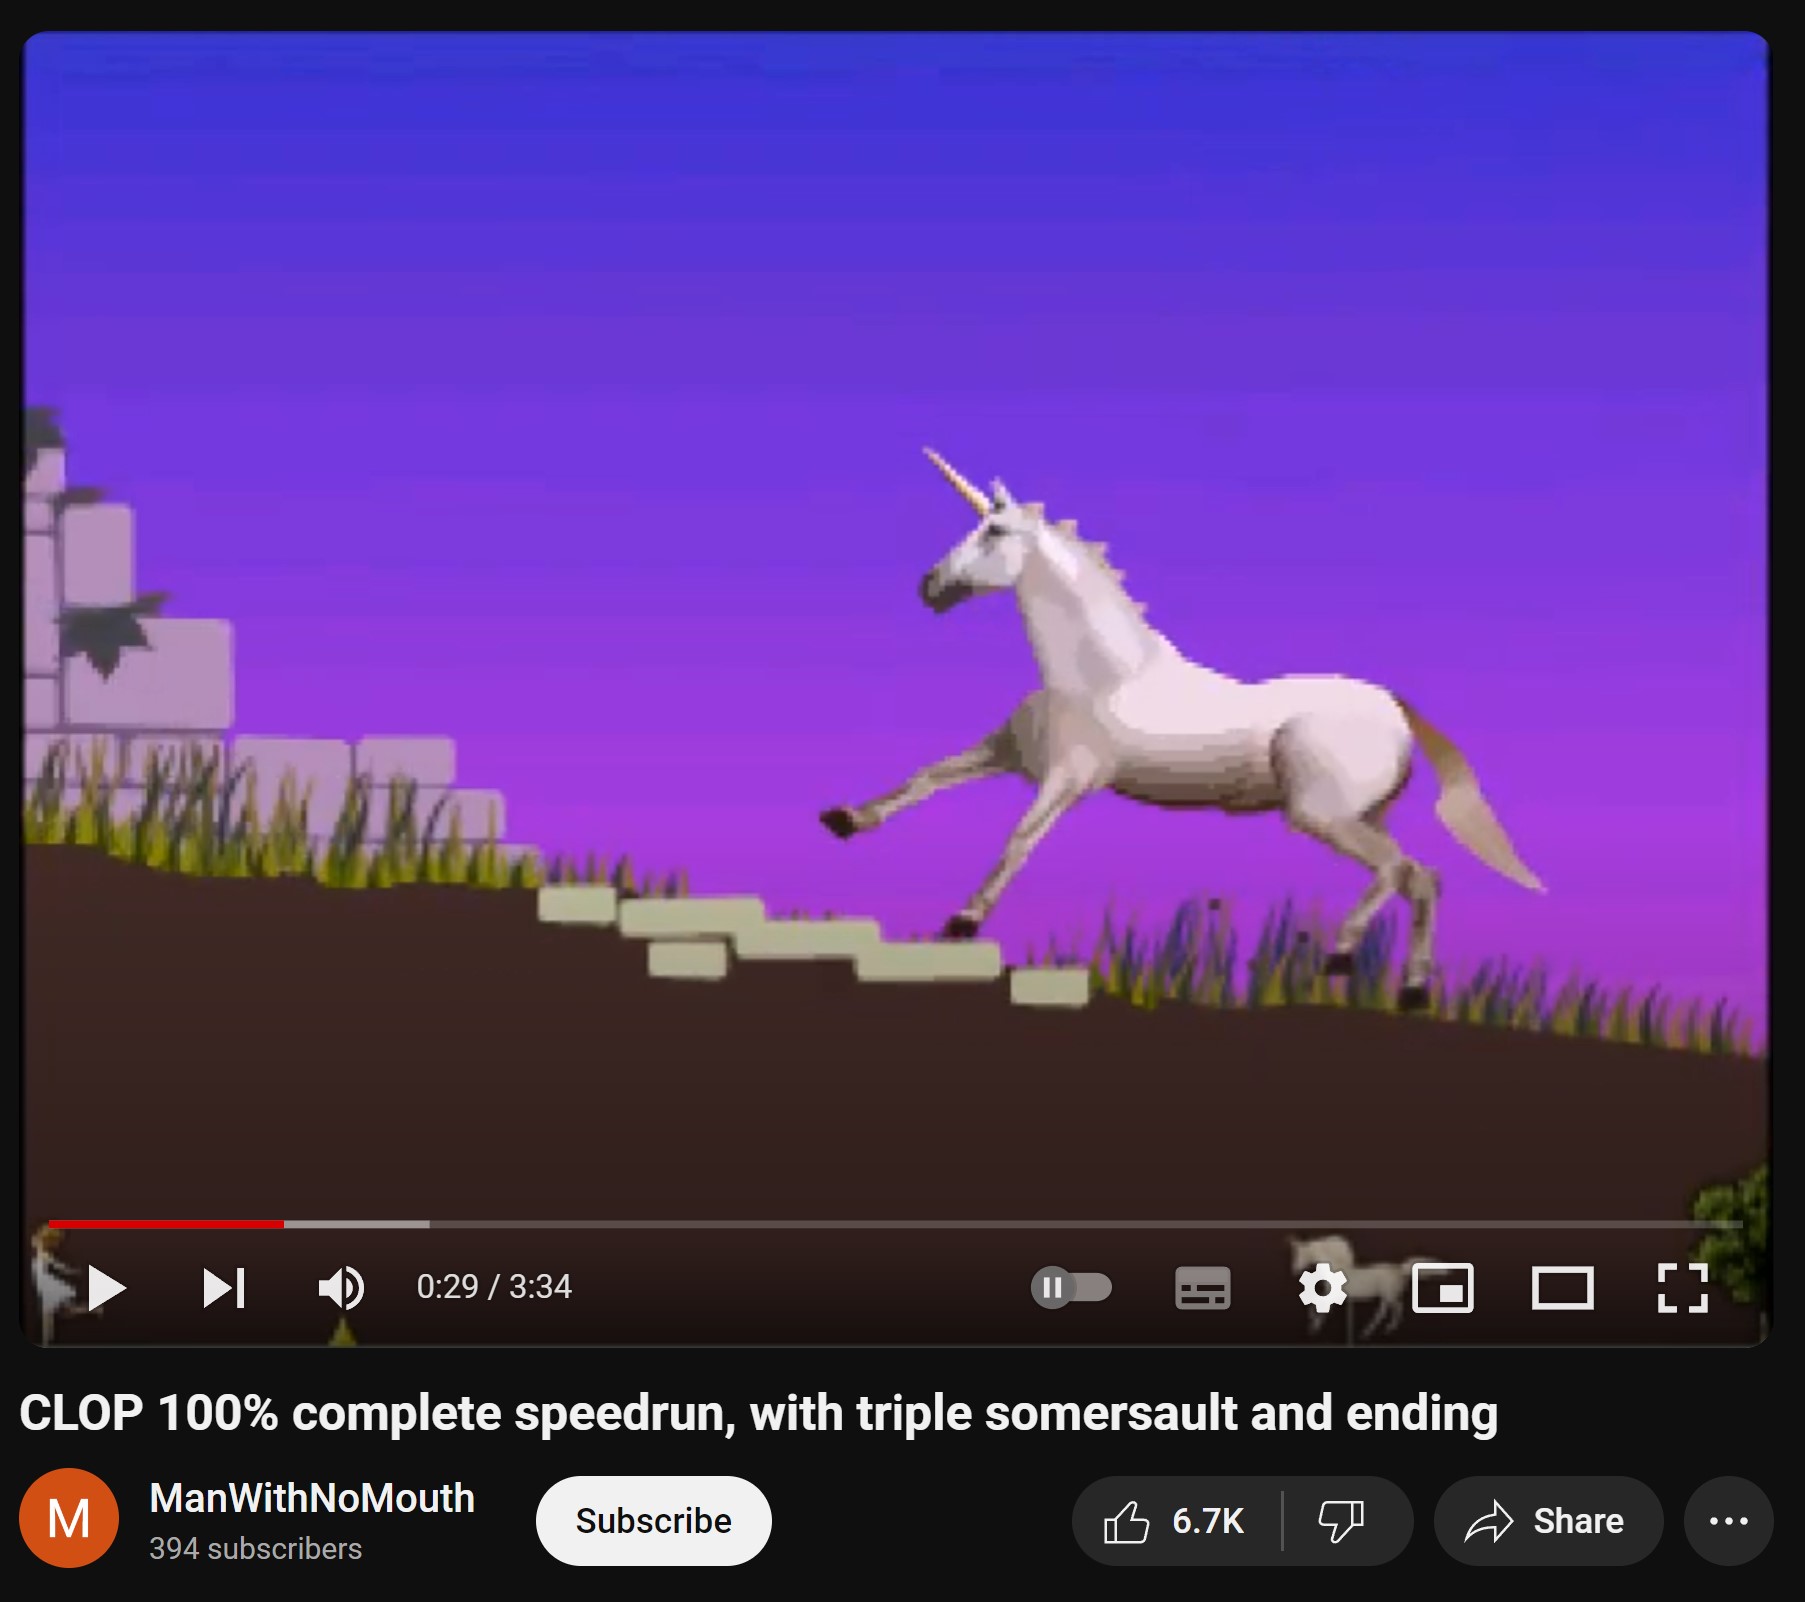 0:29 / 3:34
CLOP 100% complete speedrun, with triple somersault and ending
M
ManWithNoMouth
394 subscribers
Subscribe
6.7K
Share